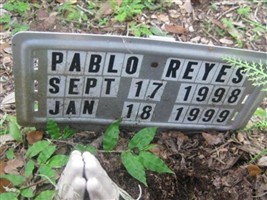 PABLO REYES
SEPT 17 1998
JAN 18 1999